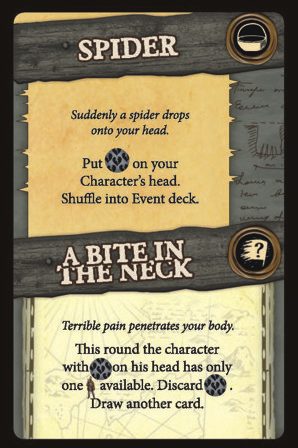 SPIDER
Suddenly a spider drops
onto your head.
Put on your
Character's head.
Shuffle into Event deck.
A BITE IN
THE NECK
?
Terrible pain penetrates your body.
This round the character
with on his head has only
one available. Discard .
Draw another card.